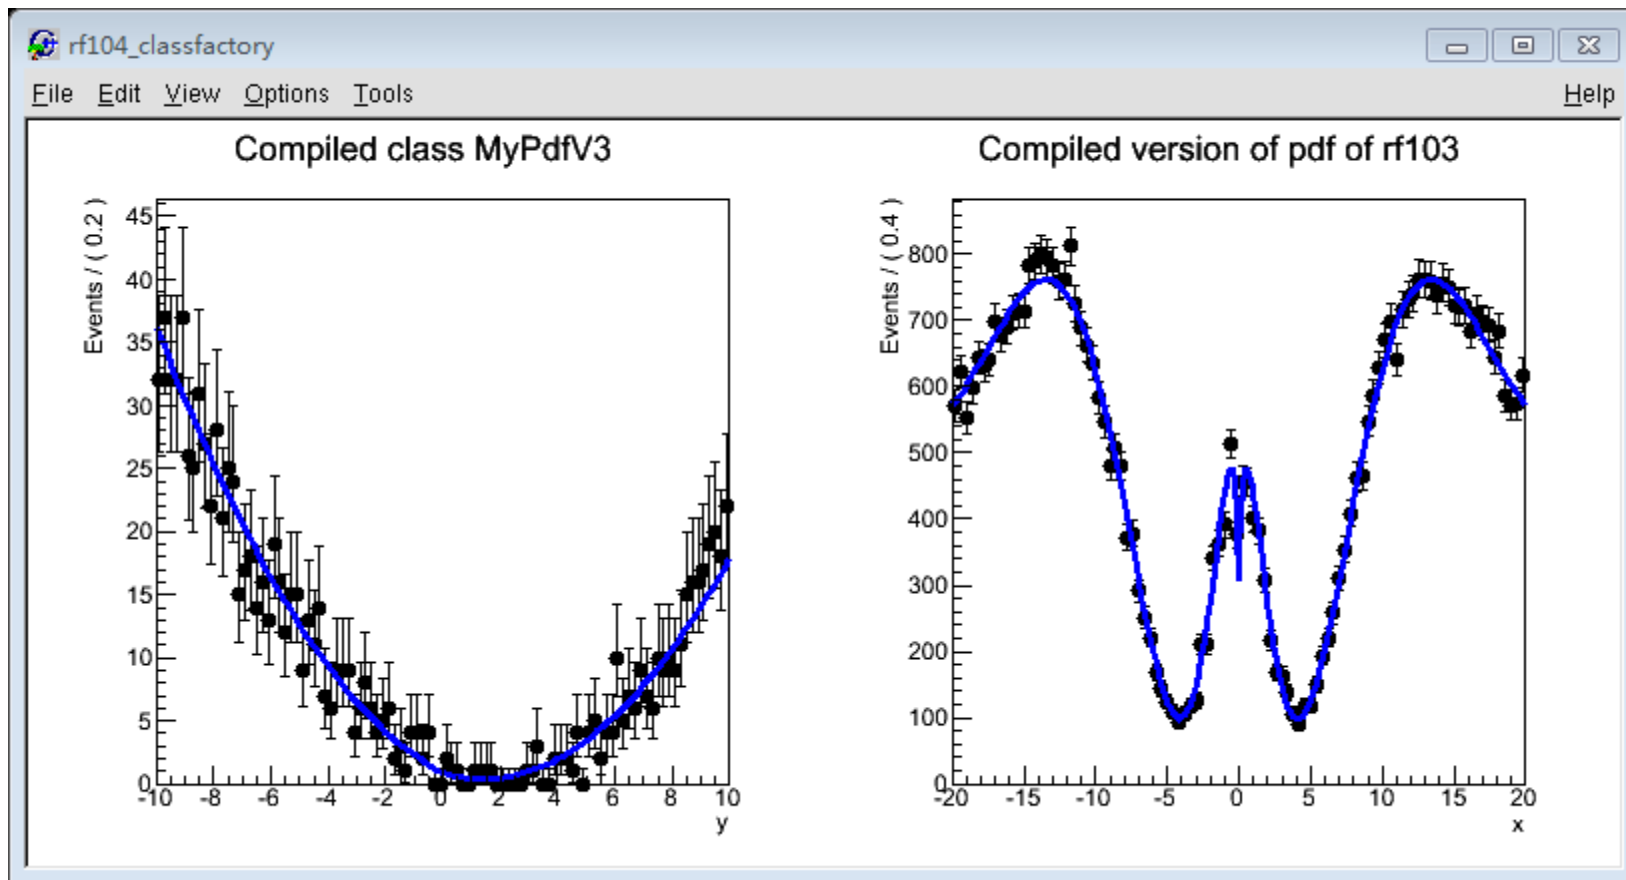 rf104_classfactory
File Edit View Options Tools Help
Compiled class MyPdfV3
Events / ( 0.2 )
45
40
35
30
25
20
15
10
5
0
-10 -8 -6 -4 -2 0 2 4 6 8 10
y
Compiled version of pdf of rf103
Events / ( 0.4 )
800
700
600
500
400
300
200
100
0
-20 -15 -10 -5 0 5 10 15 20
x